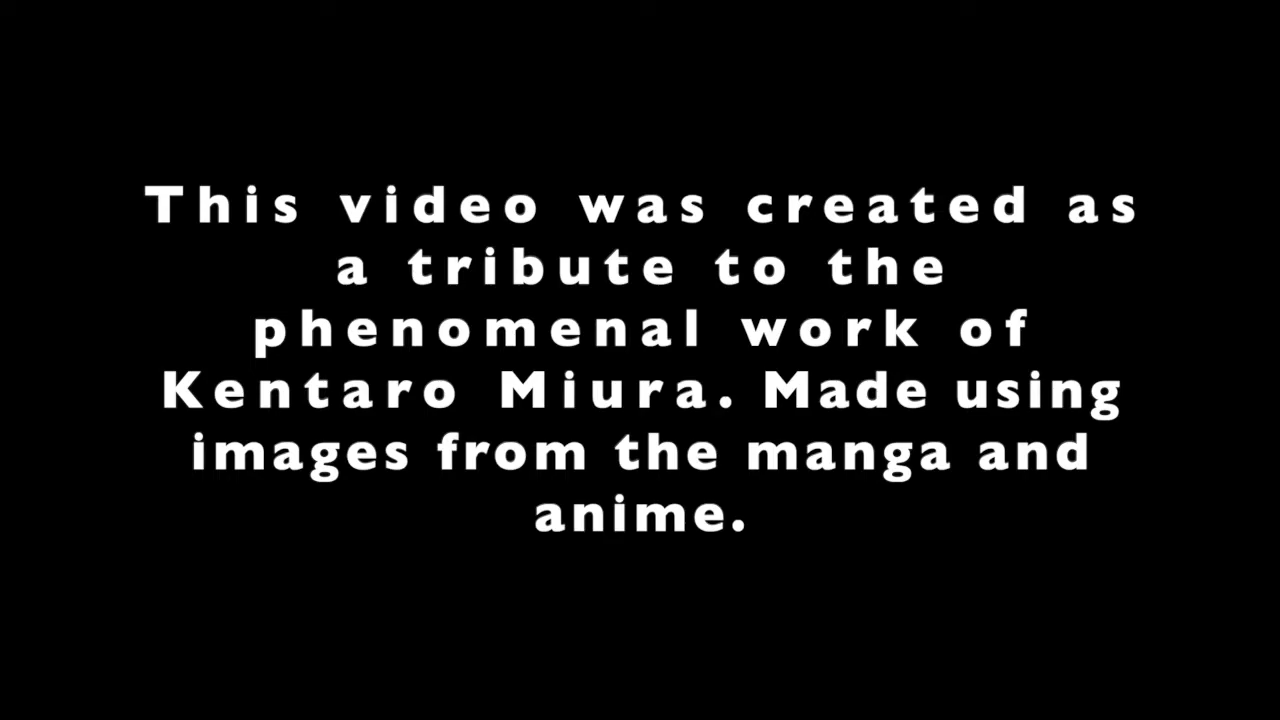 This video was created as
a tribute to the
phenomenal work of
Kentaro Miura. Made using
images from the manga and
anime.